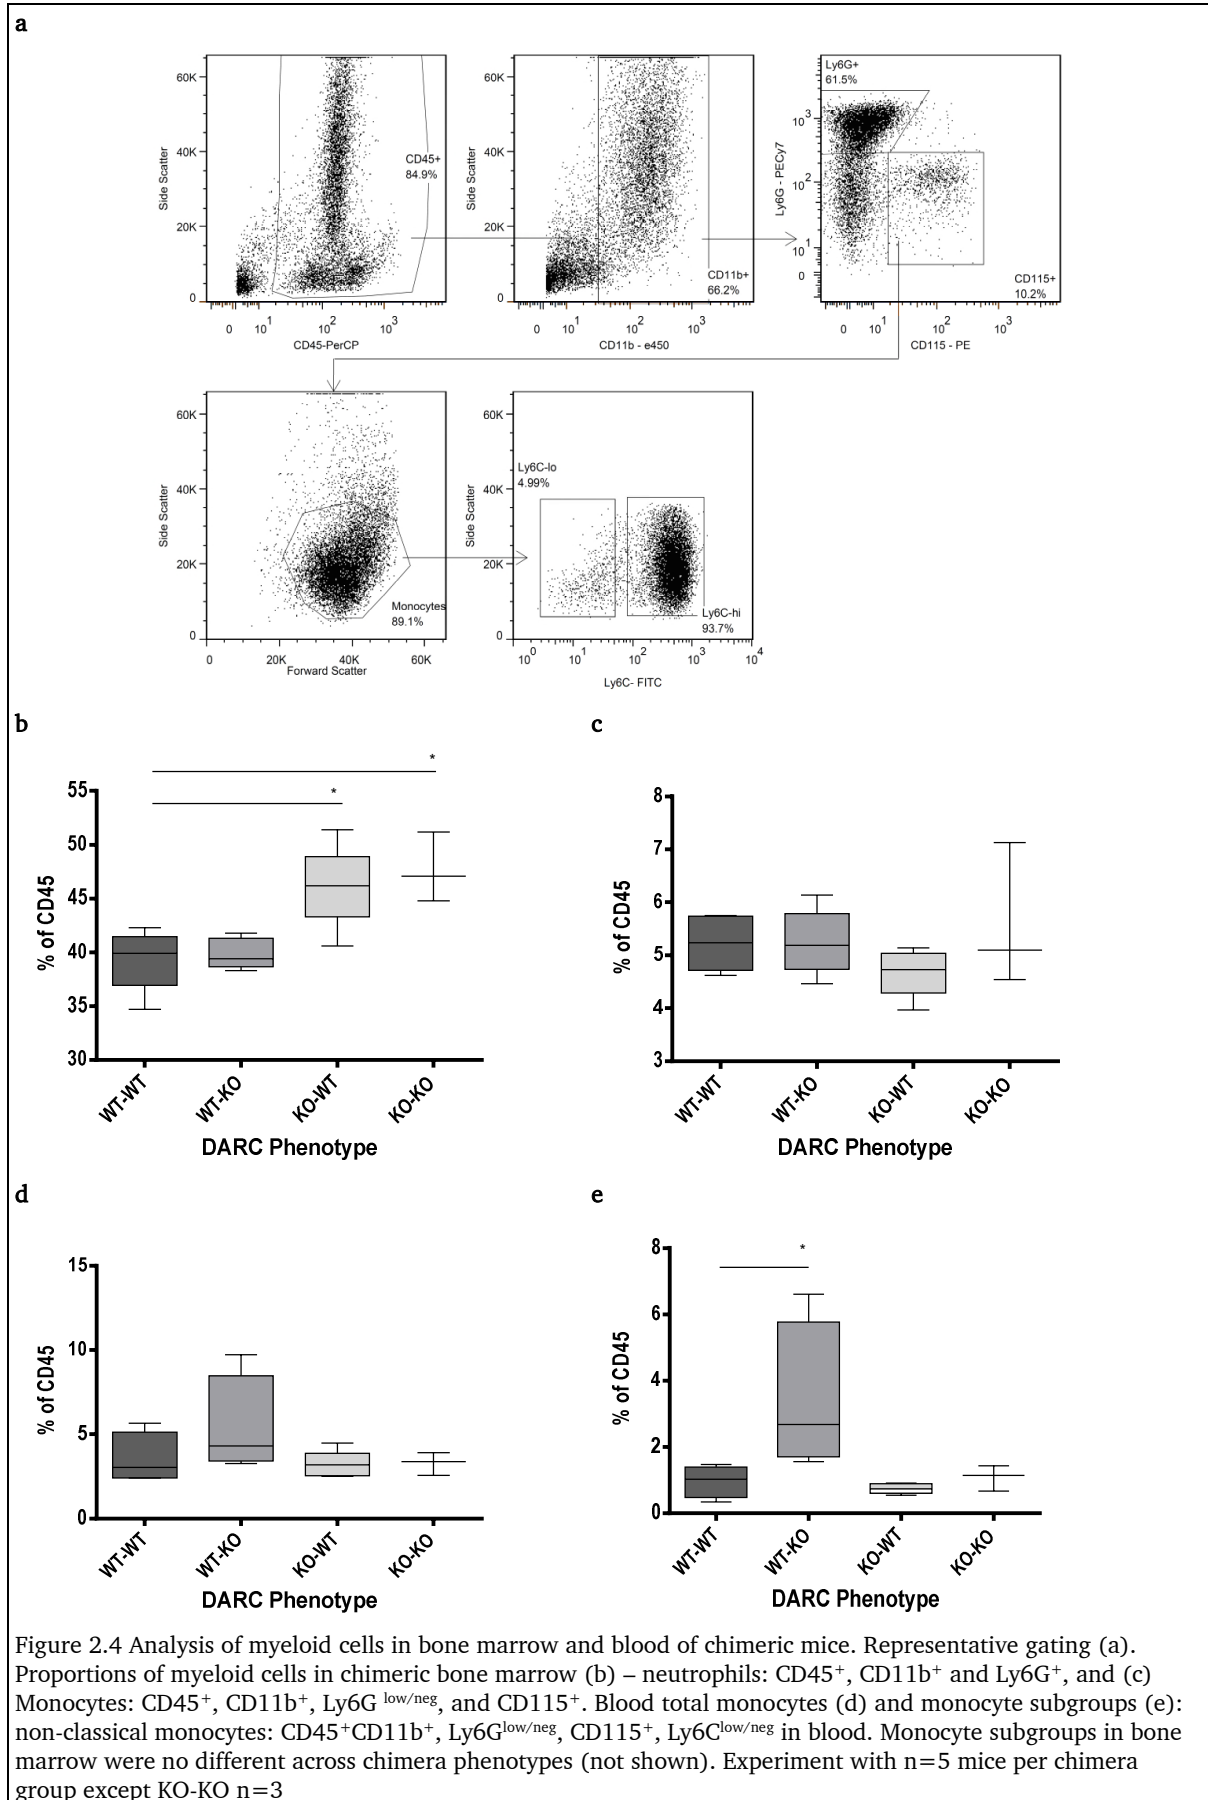 a
Side Scatter
60K
40K
20K
0
CD45+
84.9%
0 10^1 10^2 10^3
CD45-PerCP
Side Scatter
60K
40K
20K
0
CD11b+
66.2%
0 10^1 10^2 10^3
CD11b - e450
Ly6G - PECy7
Ly6G+
61.5%
10^3
10^2
10^1
0
CD115+
10.2%
0 10^1 10^2 10^3
CD115 - PE
Side Scatter
60K
40K
20K
0
Monocytes
89.1%
0 20K 40K 60K
Forward Scatter
Side Scatter
60K
40K
20K
0
Ly6C-lo
4.99%
Ly6C-hi
93.7%
10^0 10^1 10^2 10^3 10^4
Ly6C- FITC
b
% of CD45
55
50
45
40
35
30
*
*
WT-WT WT-KO KO-WT KO-KO
DARC Phenotype
c
% of CD45
8
7
6
5
4
3
WT-WT WT-KO KO-WT KO-KO
DARC Phenotype
d
% of CD45
15
10
5
0
WT-WT WT-KO KO-WT KO-KO
DARC Phenotype
e
% of CD45
8
6
4
2
0
*
WT-WT WT-KO KO-WT KO-KO
DARC Phenotype
Figure 2.4 Analysis of myeloid cells in bone marrow and blood of chimeric mice. Representative gating (a).
Proportions of myeloid cells in chimeric bone marrow (b) – neutrophils: CD45⁺, CD11b⁺ and Ly6G⁺, and (c)
Monocytes: CD45⁺, CD11b⁺, Ly6G low/neg, and CD115⁺. Blood total monocytes (d) and monocyte subgroups (e):
non-classical monocytes: CD45⁺CD11b⁺, Ly6Glow/neg, CD115⁺, Ly6Clow/neg in blood. Monocyte subgroups in bone
marrow were no different across chimera phenotypes (not shown). Experiment with n=5 mice per chimera
group except KO-KO n=3